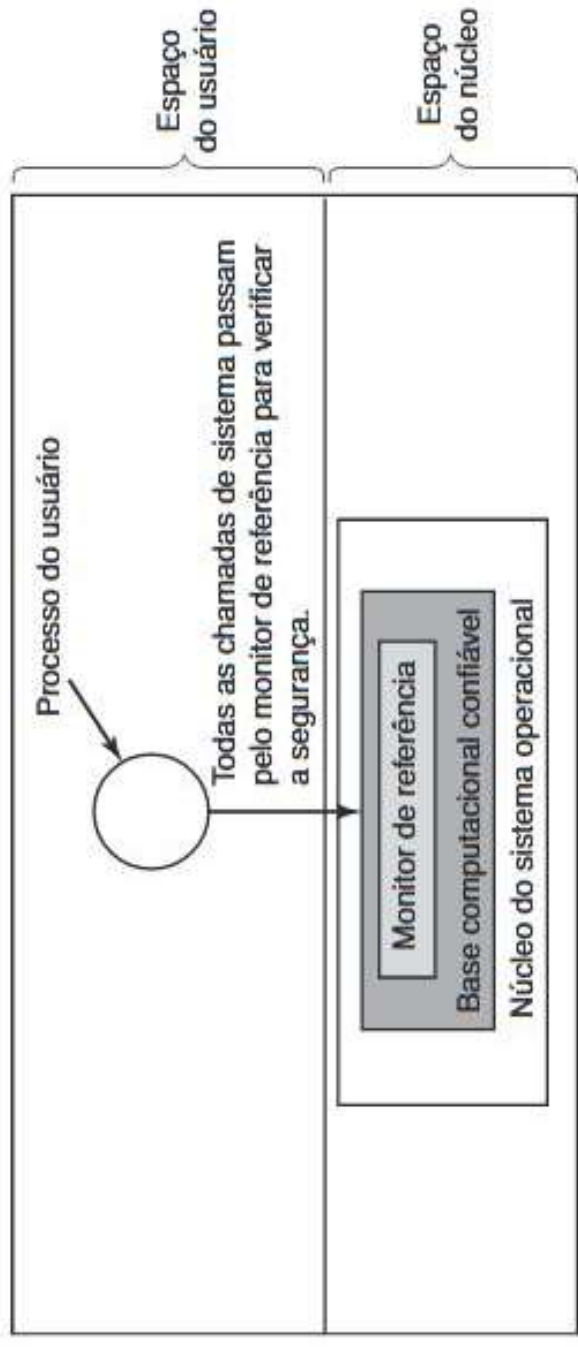 Processo do usuário
Todas as chamadas de sistema passam
pelo monitor de referência para verificar
a segurança.
Espaço
do usuário
Monitor de referência
Base computacional confiável
Núcleo do sistema operacional
Espaço
do núcleo